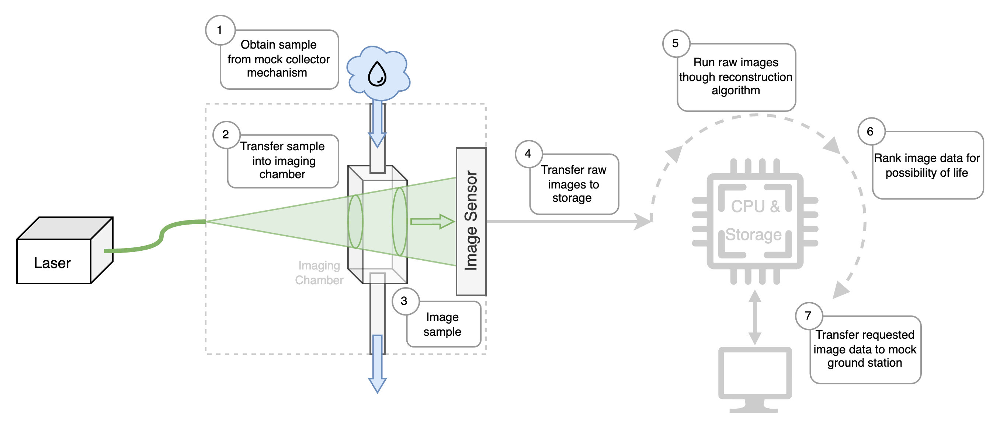 1
Obtain sample
from mock collector
mechanism
2
Transfer sample
into imaging
chamber
Laser
Imaging
Chamber
Image Sensor
3
Image
sample
4
Transfer raw
images to
storage
5
Run raw images
though reconstruction
algorithm
CPU &
Storage
6
Rank image data for
possibility of life
7
Transfer requested
image data to mock
ground station